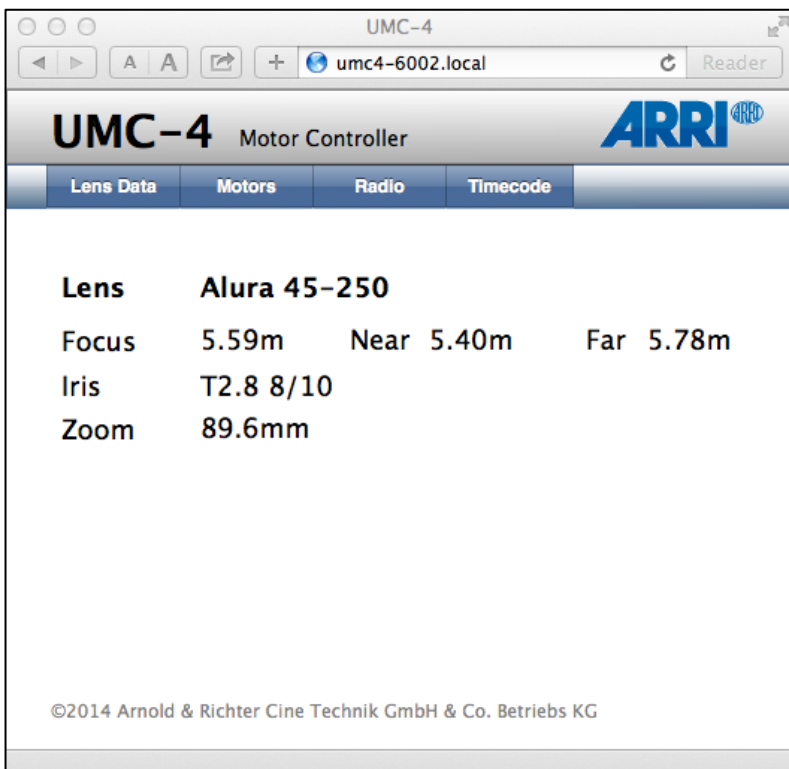 UMC-4
A A + umc4-6002.local Reader
UMC-4 Motor Controller ARRI ARRI
Lens Data Motors Radio Timecode
Lens Alura 45-250
Focus 5.59m Near 5.40m Far 5.78m
Iris T2.8 8/10
Zoom 89.6mm
©2014 Arnold & Richter Cine Technik GmbH & Co. Betriebs KG